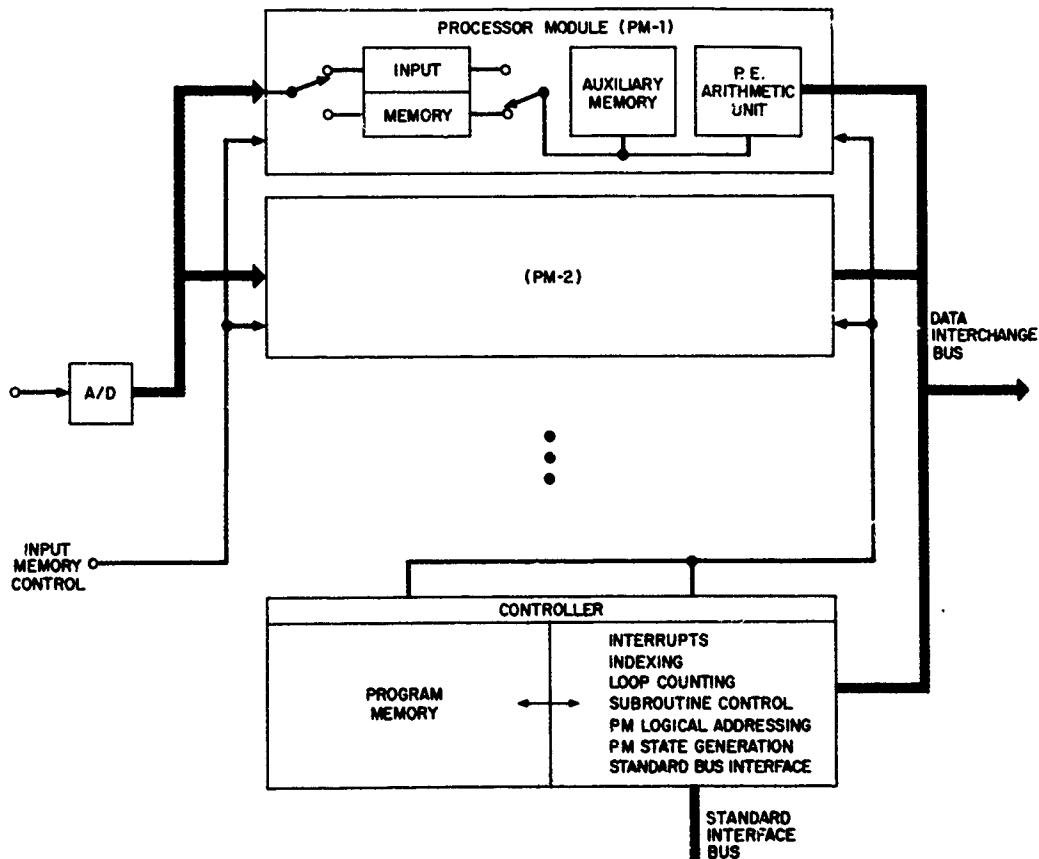 PROCESSOR MODULE (PM-1)
INPUT
MEMORY
AUXILIARY
MEMORY
P. E.
ARITHMETIC
UNIT
(PM-2)
DATA
INTERCHANGE
BUS
A/D
INPUT
MEMORY
CONTROL
CONTROLLER
PROGRAM
MEMORY
INTERRUPTS
INDEXING
LOOP COUNTING
SUBROUTINE CONTROL
PM LOGICAL ADDRESSING
PM STATE GENERATION
STANDARD BUS INTERFACE
STANDARD
INTERFACE
BUS